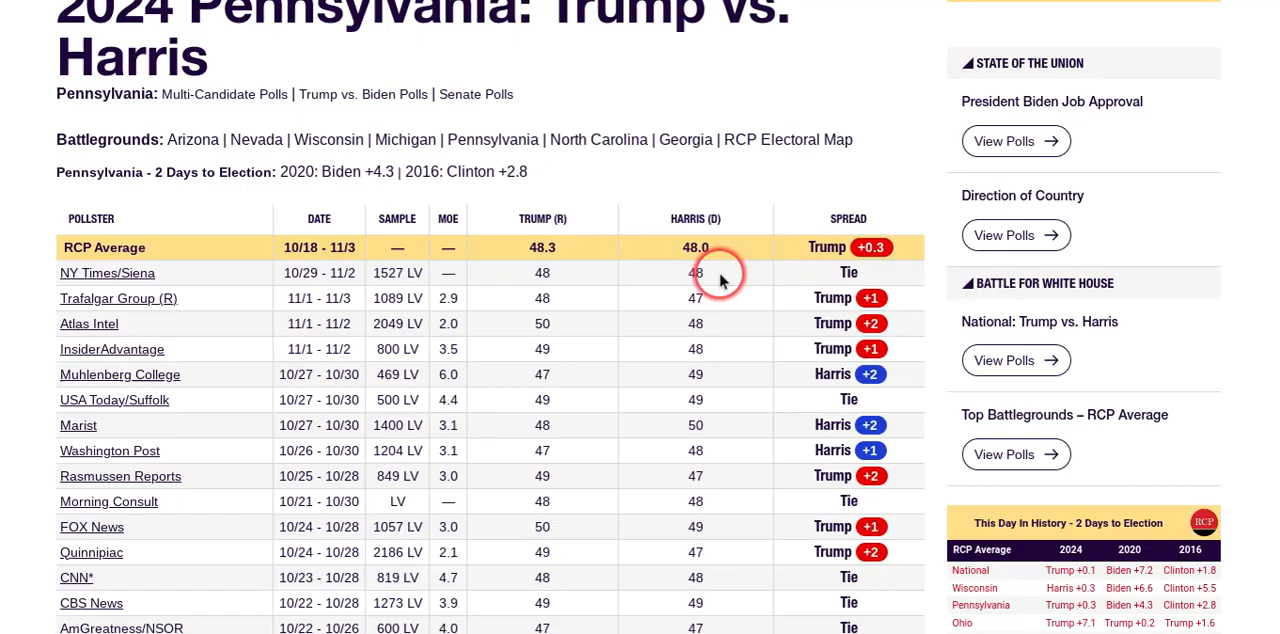 2024 Pennsylvania: Trump vs.
Harris
Pennsylvania: Multi-Candidate Polls | Trump vs. Biden Polls | Senate Polls
Battlegrounds: Arizona | Nevada | Wisconsin | Michigan | Pennsylvania | North Carolina | Georgia | RCP Electoral Map
Pennsylvania - 2 Days to Election: 2020: Biden +4.3 | 2016: Clinton +2.8
POLLSTER DATE SAMPLE MOE TRUMP (R) HARRIS (D) SPREAD
RCP Average 10/18 - 11/3 — — 48.3 48.0 Trump +0.3
NY Times/Siena 10/29 - 11/2 1527 LV — 48 48 Tie
Trafalgar Group (R) 11/1 - 11/3 1089 LV 2.9 48 47 Trump +1
Atlas Intel 11/1 - 11/2 2049 LV 2.0 50 48 Trump +2
InsiderAdvantage 11/1 - 11/2 800 LV 3.5 49 48 Trump +1
Muhlenberg College 10/27 - 10/30 469 LV 6.0 47 49 Harris +2
USA Today/Suffolk 10/27 - 10/30 500 LV 4.4 49 49 Tie
Marist 10/27 - 10/30 1400 LV 3.1 48 50 Harris +2
Washington Post 10/26 - 10/30 1204 LV 3.1 47 48 Harris +1
Rasmussen Reports 10/25 - 10/28 849 LV 3.0 49 47 Trump +2
Morning Consult 10/21 - 10/30 LV — 48 48 Tie
FOX News 10/24 - 10/28 1057 LV 3.0 50 49 Trump +1
Quinnipiac 10/24 - 10/28 2186 LV 2.1 49 47 Trump +2
CNN* 10/23 - 10/28 819 LV 4.7 48 48 Tie
CBS News 10/22 - 10/28 1273 LV 3.9 49 49 Tie
AmGreatness/NSOR 10/22 - 10/26 600 LV 4.0 47 47 Tie
STATE OF THE UNION
President Biden Job Approval
View Polls
Direction of Country
View Polls
BATTLE FOR WHITE HOUSE
National: Trump vs. Harris
View Polls
Top Battlegrounds – RCP Average
View Polls
This Day In History - 2 Days to Election RCP
RCP Average 2024 2020 2016
National Trump +0.1 Biden +7.2 Clinton +1.8
Wisconsin Harris +0.3 Biden +6.6 Clinton +5.5
Pennsylvania Trump +0.3 Biden +4.3 Clinton +2.8
Ohio Trump +7.1 Trump +0.2 Trump +1.6